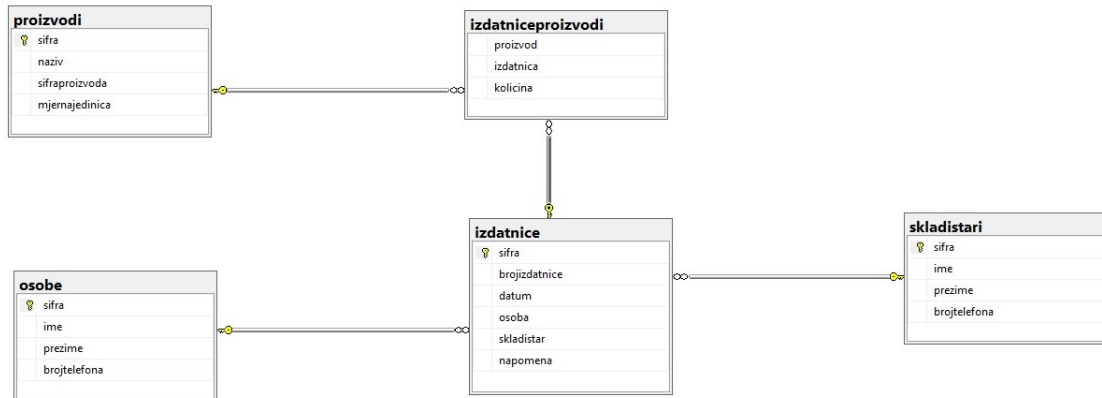 proizvodi
sifra
naziv
sifraproizvoda
mjernajedinica
izdatniceproizvodi
proizvod
izdatnica
kolicina
izdatnice
sifra
brojizdatnice
datum
osoba
skladistar
napomena
skladistari
sifra
ime
prezime
brojtelefona
osobe
sifra
ime
prezime
brojtelefona